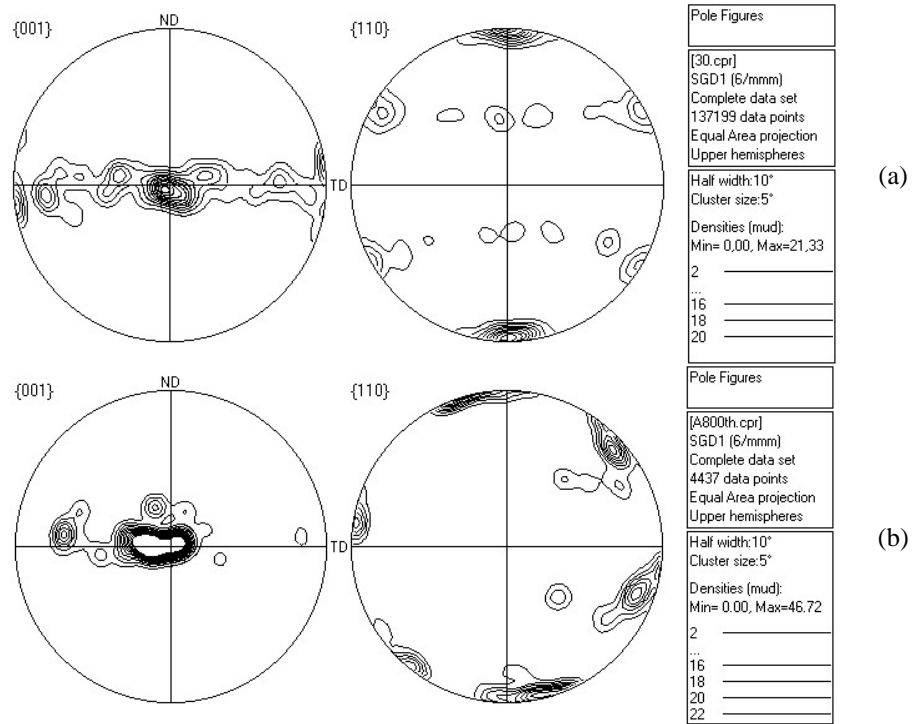 {001}
ND
TD
{110}
Pole Figures
[30.cpr]
SGD1 (6/mmm)
Complete data set
137199 data points
Equal Area projection
Upper hemispheres
Half width:10°
Cluster size:5°
Densities (mud):
Min= 0,00, Max=21,33
2
...
16
18
20
(a)
{001}
ND
TD
{110}
Pole Figures
[A800th.cpr]
SGD1 (6/mmm)
Complete data set
4437 data points
Equal Area projection
Upper hemispheres
Half width:10°
Cluster size:5°
Densities (mud):
Min= 0.00, Max=46.72
2
...
16
18
20
22
(b)